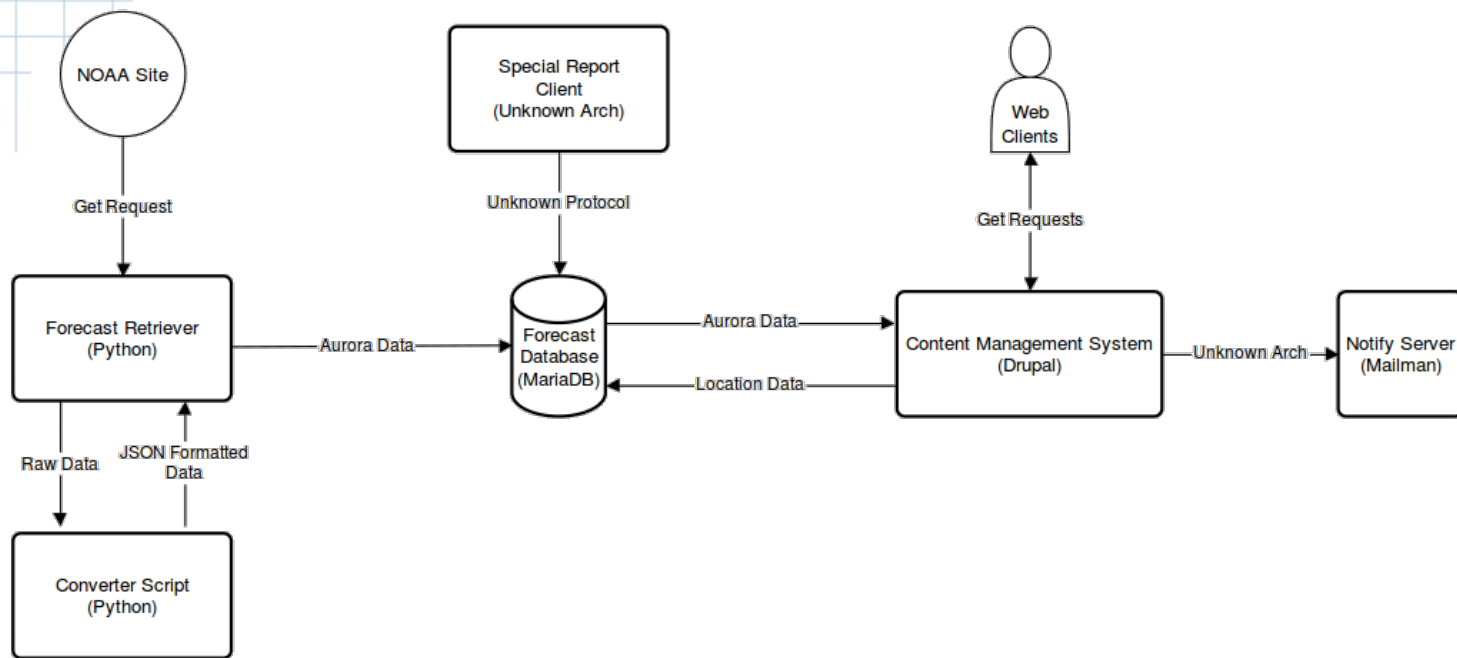 NOAA Site
Special Report
Client
(Unknown Arch)
Web
Clients
Get Request
Unknown Protocol
Get Requests
Forecast Retriever
(Python)
Aurora Data
Forecast
Database
(MariaDB)
Aurora Data
Location Data
Content Management System
(Drupal)
Unknown Arch
Notify Server
(Mailman)
Raw Data
JSON Formatted
Data
Converter Script
(Python)